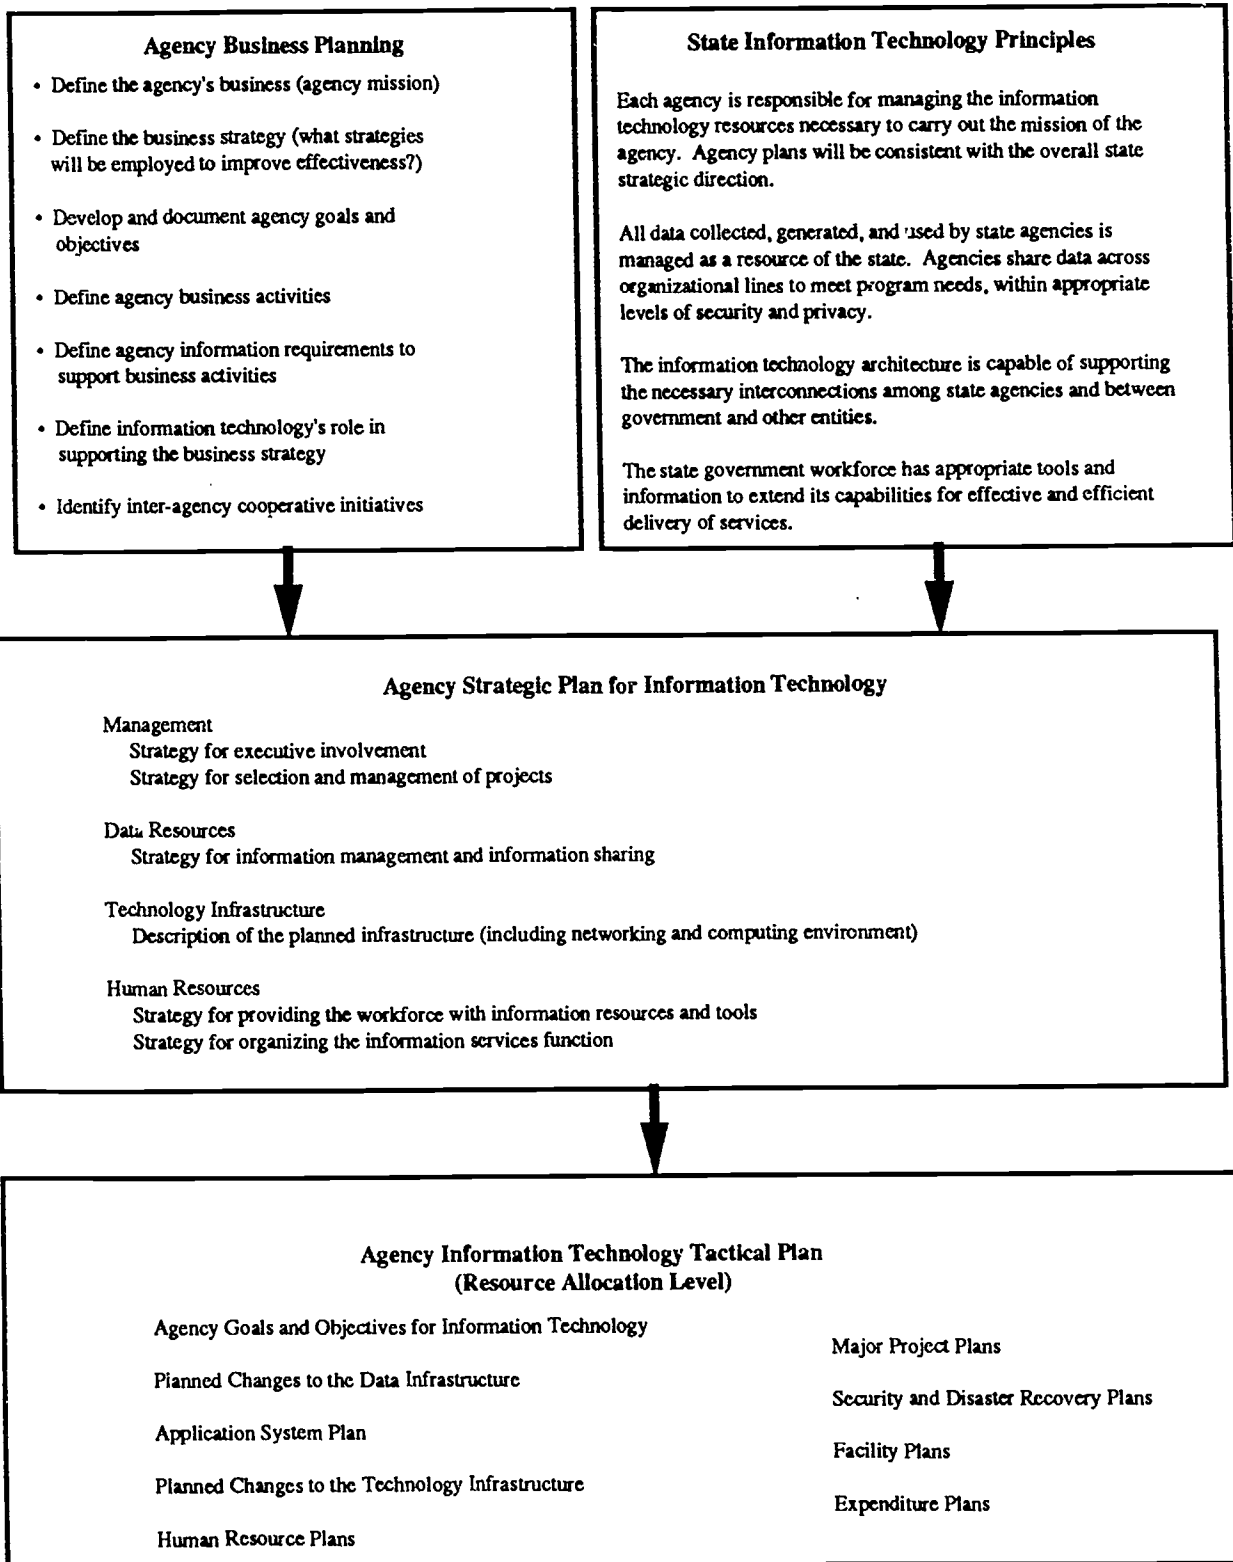 Agency Business Planning
• Define the agency's business (agency mission)
• Define the business strategy (what strategies
will be employed to improve effectiveness?)
• Develop and document agency goals and
objectives
• Define agency business activities
• Define agency information requirements to
support business activities
• Define information technology's role in
supporting the business strategy
• Identify inter-agency cooperative initiatives
State Information Technology Principles
Each agency is responsible for managing the information
technology resources necessary to carry out the mission of the
agency. Agency plans will be consistent with the overall state
strategic direction.
All data collected, generated, and used by state agencies is
managed as a resource of the state. Agencies share data across
organizational lines to meet program needs, within appropriate
levels of security and privacy.
The information technology architecture is capable of supporting
the necessary interconnections among state agencies and between
government and other entities.
The state government workforce has appropriate tools and
information to extend its capabilities for effective and efficient
delivery of services.
Agency Strategic Plan for Information Technology
Management
Strategy for executive involvement
Strategy for selection and management of projects
Data Resources
Strategy for information management and information sharing
Technology Infrastructure
Description of the planned infrastructure (including networking and computing environment)
Human Resources
Strategy for providing the workforce with information resources and tools
Strategy for organizing the information services function
Agency Information Technology Tactical Plan
(Resource Allocation Level)
Agency Goals and Objectives for Information Technology
Planned Changes to the Data Infrastructure
Application System Plan
Planned Changes to the Technology Infrastructure
Human Resource Plans
Major Project Plans
Security and Disaster Recovery Plans
Facility Plans
Expenditure Plans